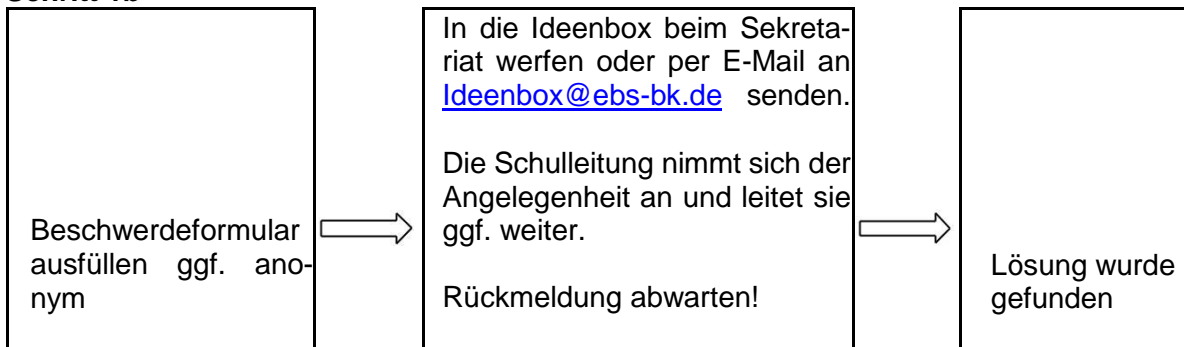 Beschwerdeformular
ausfüllen ggf. ano-
nym
In die Ideenbox beim Sekreta-
riat werfen oder per E-Mail an
Ideenbox@ebs-bk.de senden.
Die Schulleitung nimmt sich der
Angelegenheit an und leitet sie
ggf. weiter.
Rückmeldung abwarten!
Lösung wurde
gefunden